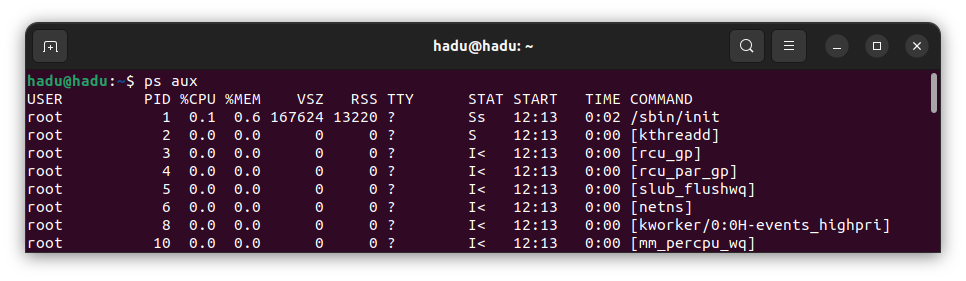 hadu@hadu: ~
hadu@hadu:~$ ps aux
USER         PID %CPU %MEM    VSZ   RSS TTY      STAT START   TIME COMMAND
root           1  0.1  0.6 167624 13220 ?        Ss   12:13   0:02 /sbin/init
root           2  0.0  0.0      0     0 ?        S    12:13   0:00 [kthreadd]
root           3  0.0  0.0      0     0 ?        I<   12:13   0:00 [rcu_gp]
root           4  0.0  0.0      0     0 ?        I<   12:13   0:00 [rcu_par_gp]
root           5  0.0  0.0      0     0 ?        I<   12:13   0:00 [slub_flushwq]
root           6  0.0  0.0      0     0 ?        I<   12:13   0:00 [netns]
root           8  0.0  0.0      0     0 ?        I<   12:13   0:00 [kworker/0:0H-events_highpri]
root          10  0.0  0.0      0     0 ?        I<   12:13   0:00 [mm_percpu_wq]